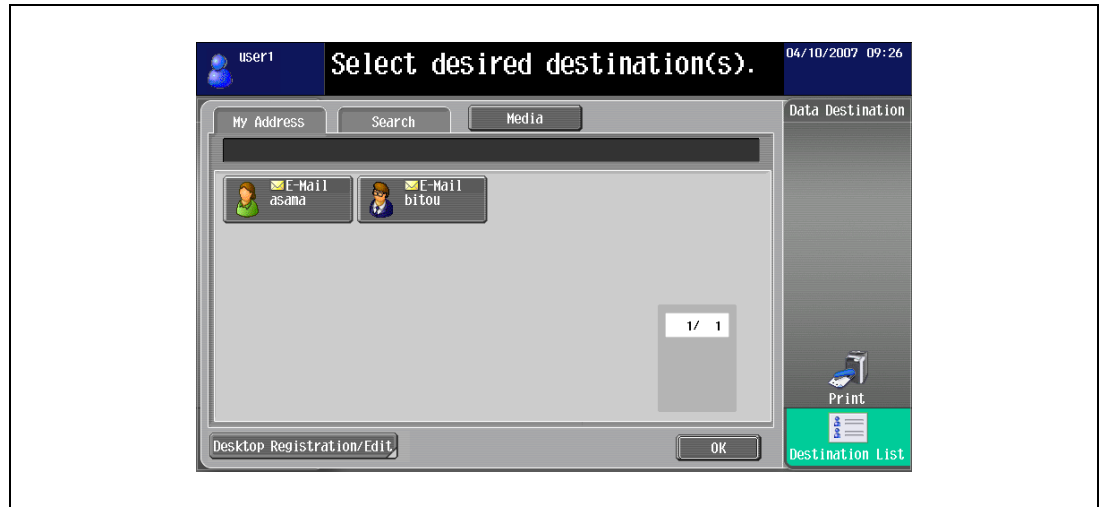 user1
Select desired destination(s).
04/10/2007 09:26
My Address
Search
Media
Data Destination
E-Mail
asama
E-Mail
bitou
1/ 1
Print
Desktop Registration/Edit
OK
Destination List